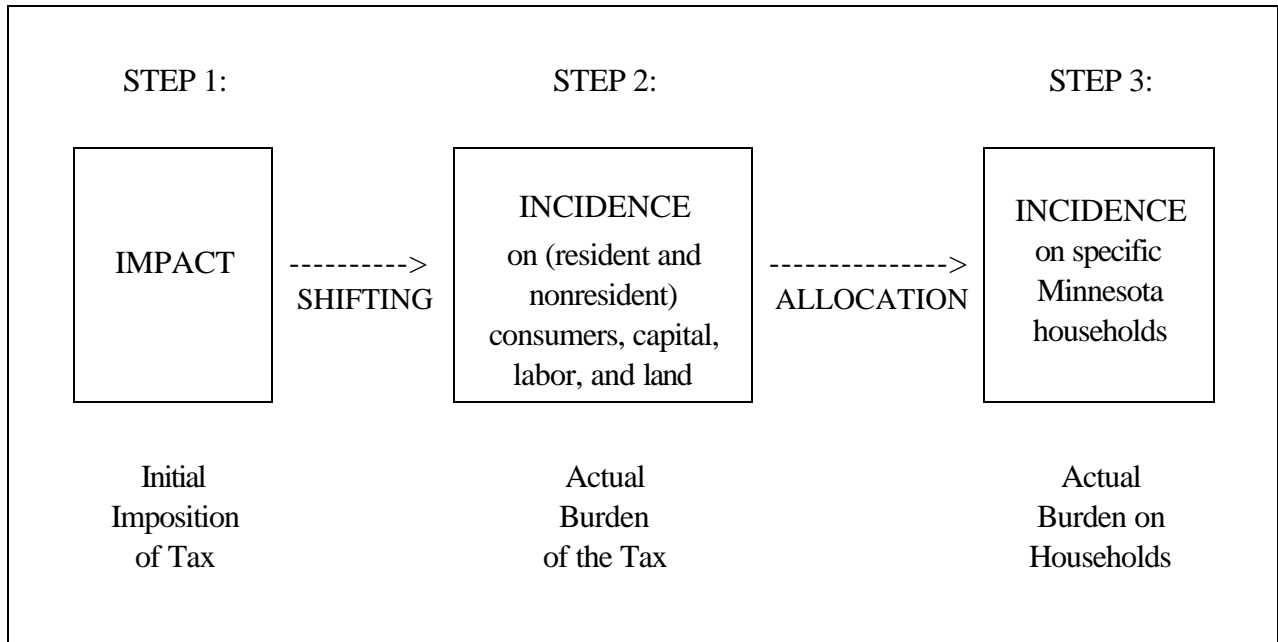 STEP 1:
STEP 2:
STEP 3:
IMPACT
---------->
SHIFTING
INCIDENCE
on (resident and
nonresident)
consumers, capital,
labor, and land
--------------->
ALLOCATION
INCIDENCE
on specific
Minnesota
households
Initial
Imposition
of Tax
Actual
Burden
of the Tax
Actual
Burden on
Households